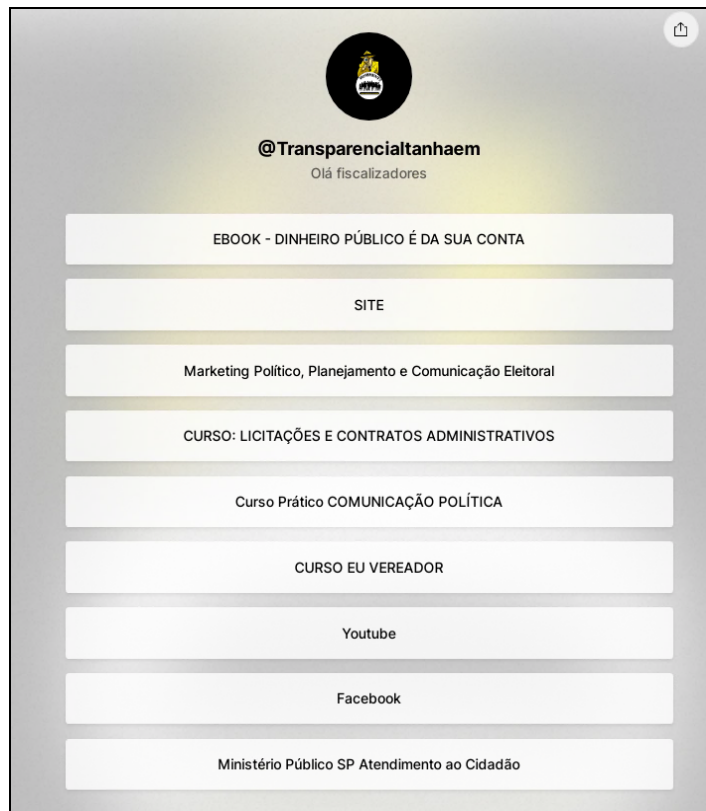 @TransparenciaItanhaem
Olá fiscalizadores
EBOOK - DINHEIRO PÚBLICO É DA SUA CONTA
SITE
Marketing Político, Planejamento e Comunicação Eleitoral
CURSO: LICITAÇÕES E CONTRATOS ADMINISTRATIVOS
Curso Prático COMUNICAÇÃO POLÍTICA
CURSO EU VEREADOR
Youtube
Facebook
Ministério Público SP Atendimento ao Cidadão